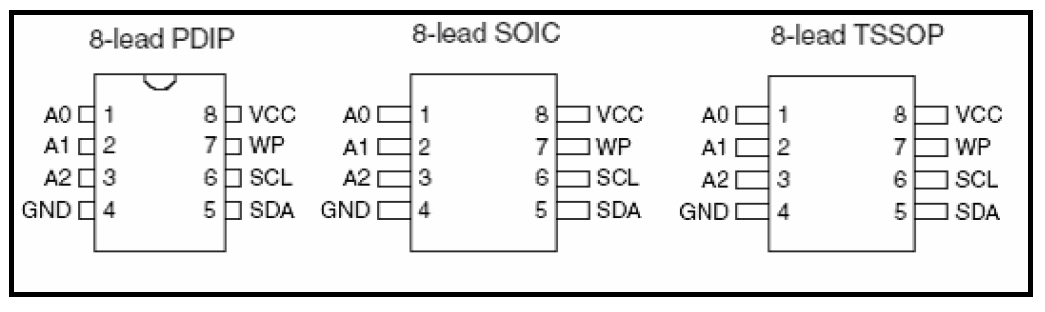 8-lead PDIP 8-lead SOIC 8-lead TSSOP
A0 1 8 VCC A0 1 8 VCC A0 1 8 VCC
A1 2 7 WP A1 2 7 WP A1 2 7 WP
A2 3 6 SCL A2 3 6 SCL A2 3 6 SCL
GND 4 5 SDA GND 4 5 SDA GND 4 5 SDA